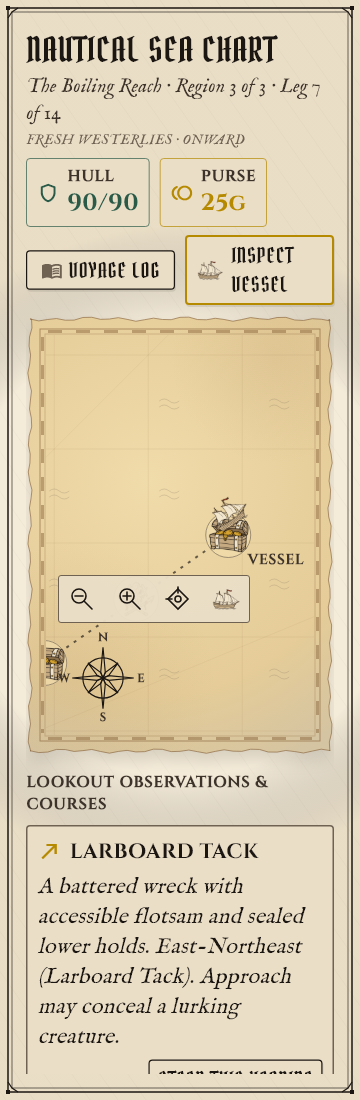 NAUTICAL SEA CHART
The Boiling Reach · Region 3 of 3 · Leg 7
of 14
FRESH WESTERLIES · ONWARD
HULL
90/90
PURSE
25G
VOYAGE LOG
INSPECT
VESSEL
VESSEL
N
W
E
S
LOOKOUT OBSERVATIONS &
COURSES
LARBOARD TACK
A battered wreck with
accessible flotsam and sealed
lower holds. East-Northeast
(Larboard Tack). Approach
may conceal a lurking
creature.